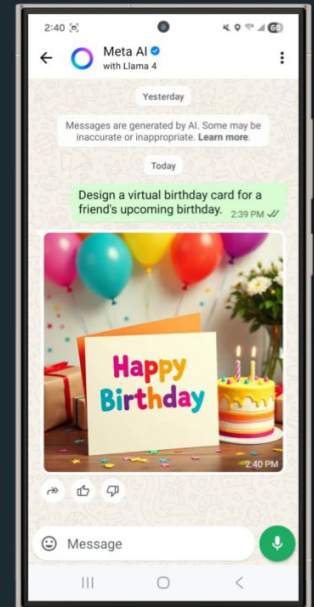 2:40
60
Meta AI
with Llama 4
Yesterday
Messages are generated by AI. Some may be
inaccurate or inappropriate. Learn more.
Today
Design a virtual birthday card for a
friend's upcoming birthday. 2:39 PM
Happy
Birthday
2:40 PM
Message